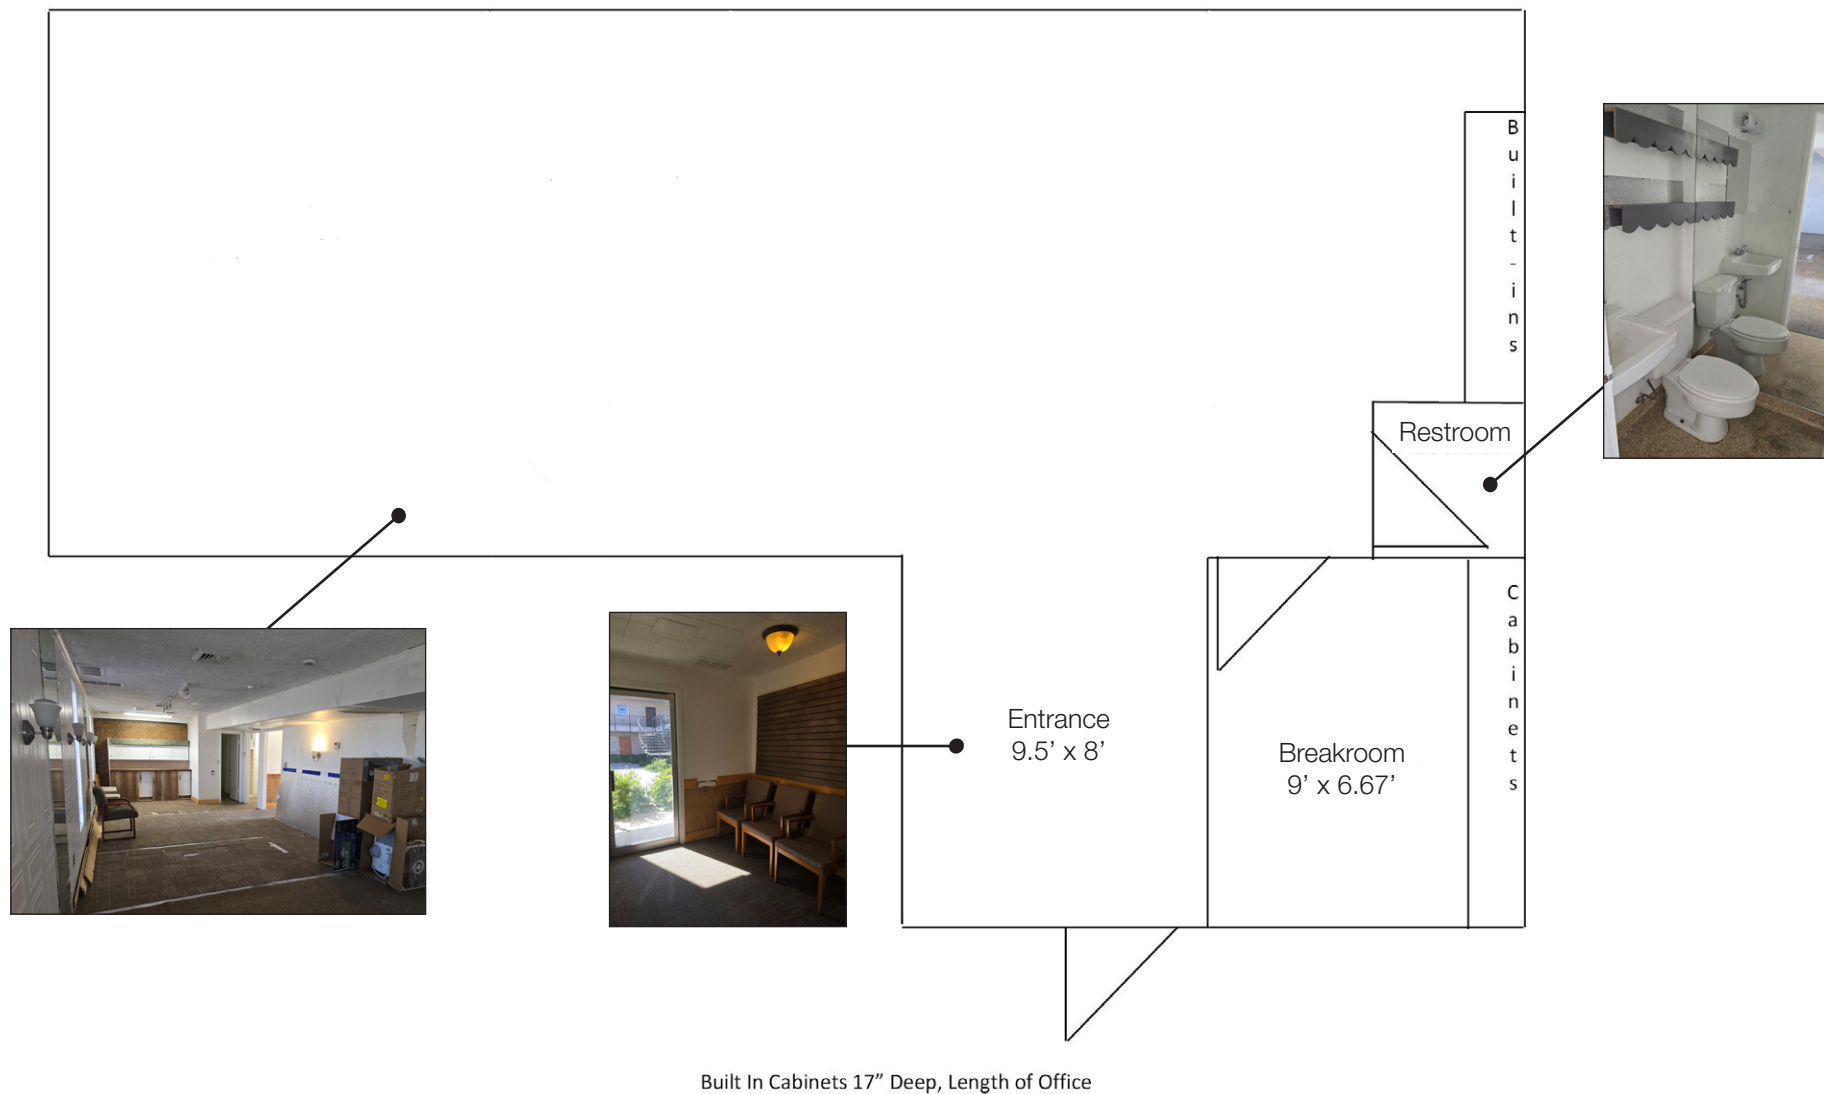 Built-ins
Restroom
Cabinets
Entrance
9.5’ x 8’
Breakroom
9’ x 6.67’
Built In Cabinets 17” Deep, Length of Office